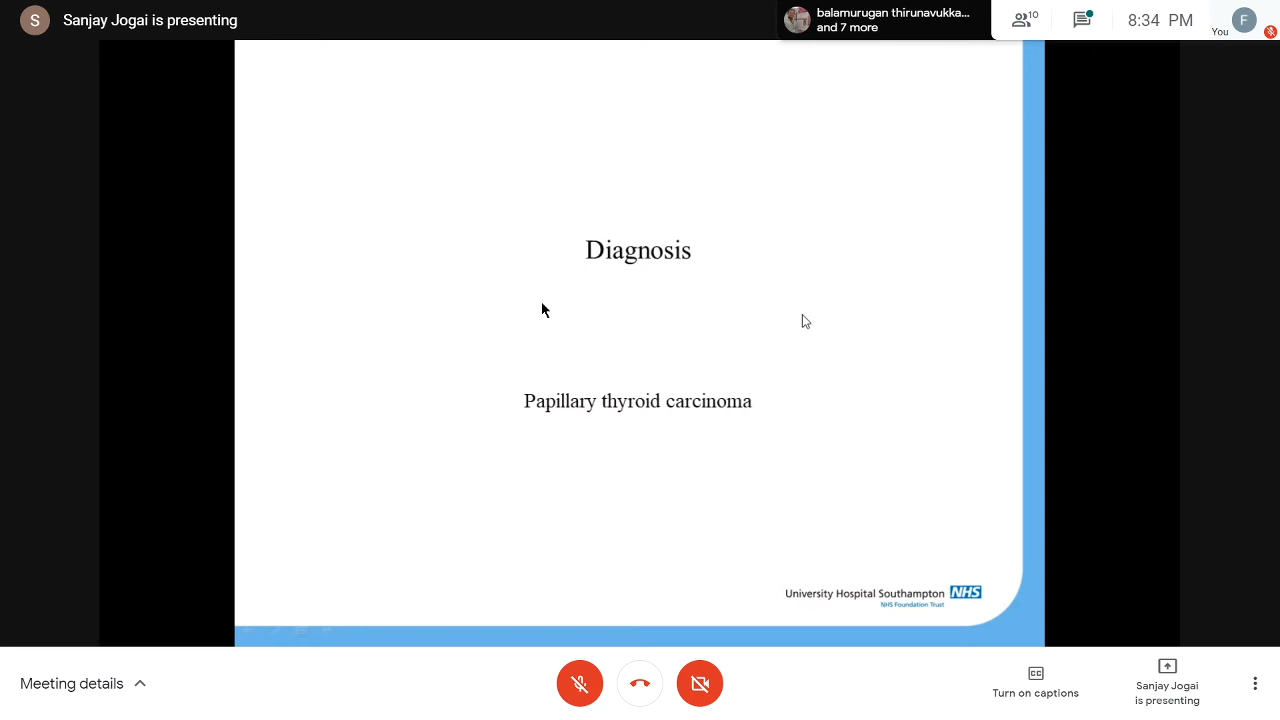 S
Sanjay Jogai is presenting
balamurugan thirunavukka...
and 7 more
10
8:34 PM
You
F
Diagnosis
Papillary thyroid carcinoma
University Hospital Southampton NHS
NHS Foundation Trust
Meeting details
CC
Turn on captions
Sanjay Jogai
is presenting